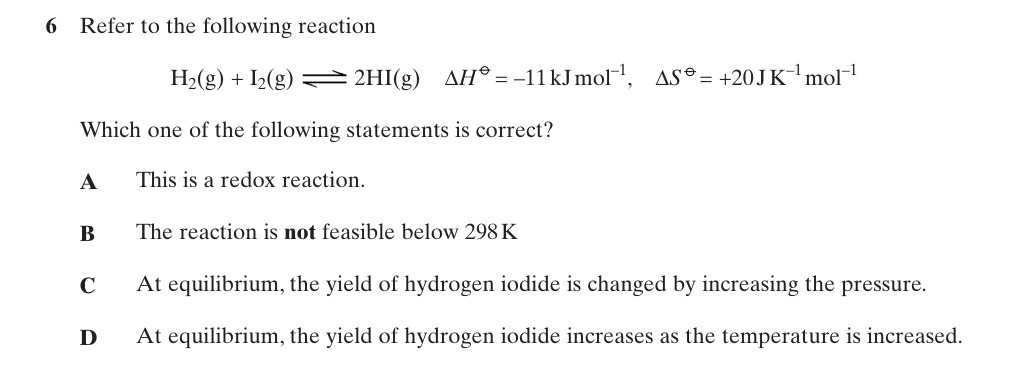 6 Refer to the following reaction
H₂(g) + I₂(g) ⇌ 2HI(g) ΔH⦵ = –11 kJ mol⁻¹, ΔS⦵ = +20 J K⁻¹ mol⁻¹
Which one of the following statements is correct?
A This is a redox reaction.
B The reaction is not feasible below 298 K
C At equilibrium, the yield of hydrogen iodide is changed by increasing the pressure.
D At equilibrium, the yield of hydrogen iodide increases as the temperature is increased.